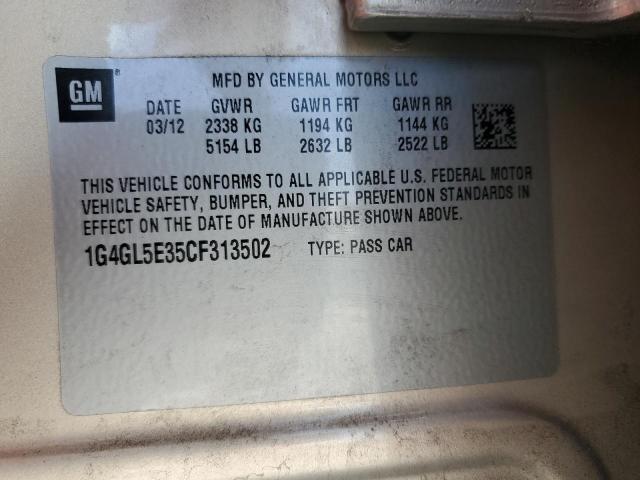 GM ®
MFD BY GENERAL MOTORS LLC
DATE GVWR GAWR FRT GAWR RR
03/12 2338 KG 1194 KG 1144 KG
5154 LB 2632 LB 2522 LB
THIS VEHICLE CONFORMS TO ALL APPLICABLE U.S. FEDERAL MOTOR
VEHICLE SAFETY, BUMPER, AND THEFT PREVENTION STANDARDS IN
EFFECT ON THE DATE OF MANUFACTURE SHOWN ABOVE.
1G4GL5E35CF313502 TYPE: PASS CAR